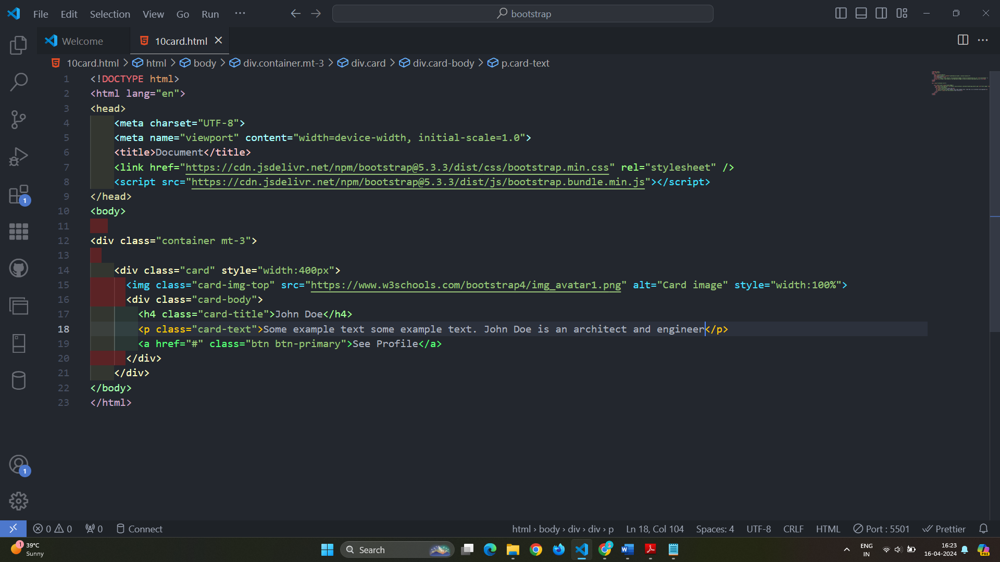 File Edit Selection View Go Run ···
bootstrap
Welcome
10card.html
10card.html > html > body > div.container.mt-3 > div.card > div.card-body > p.card-text
1 <!DOCTYPE html>
2 <html lang="en">
3 <head>
4     <meta charset="UTF-8">
5     <meta name="viewport" content="width=device-width, initial-scale=1.0">
6     <title>Document</title>
7     <link href="https://cdn.jsdelivr.net/npm/bootstrap@5.3.3/dist/css/bootstrap.min.css" rel="stylesheet" />
8     <script src="https://cdn.jsdelivr.net/npm/bootstrap@5.3.3/dist/js/bootstrap.bundle.min.js"></script>
9 </head>
10 <body>
11
12 <div class="container mt-3">
13
14     <div class="card" style="width:400px">
15       <img class="card-img-top" src="https://www.w3schools.com/bootstrap4/img_avatar1.png" alt="Card image" style="width:100%">
16       <div class="card-body">
17         <h4 class="card-title">John Doe</h4>
18         <p class="card-text">Some example text some example text. John Doe is an architect and engineer</p>
19         <a href="#" class="btn btn-primary">See Profile</a>
20       </div>
21     </div>
22 </body>
23 </html>
1
1
0 0 0 Connect
html › body › div › div › p Ln 18, Col 104 Spaces: 4 UTF-8 CRLF HTML Port : 5501 Prettier
1 39°C
Sunny
Search
3
ENG
IN
16:23
16-04-2024
PRE